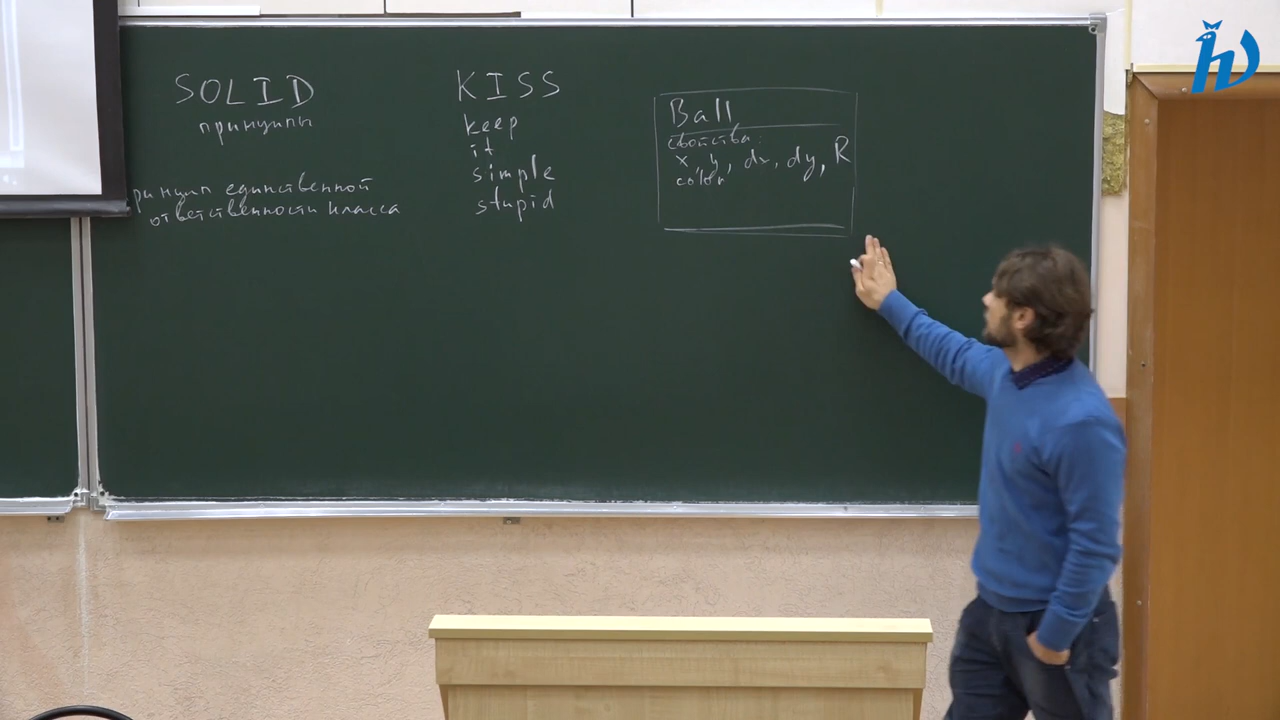 SOLID
принципы
ринцип единственной
ответственности класса
KISS
keep
it
simple
stupid
Ball
свойства:
x, y, dx, dy, R
color